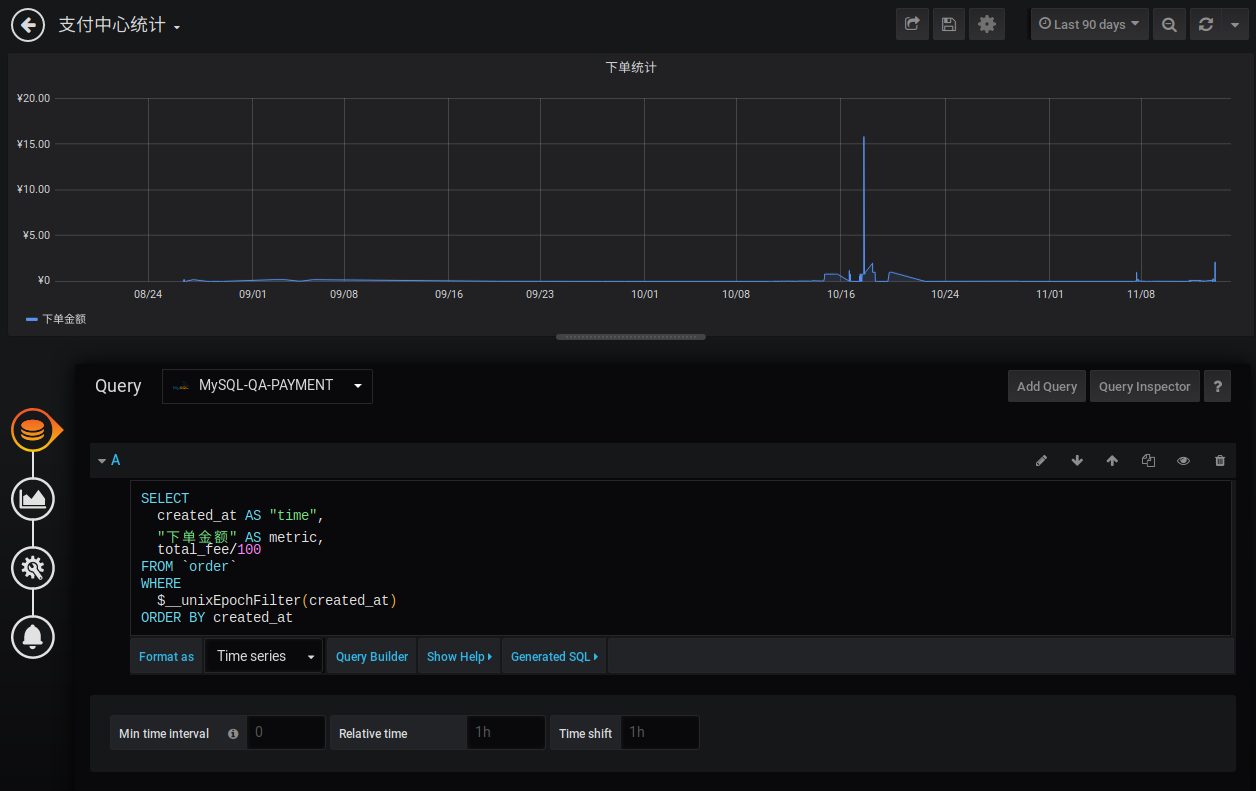 支付中心统计
Last 90 days
下单统计
¥20.00
¥15.00
¥10.00
¥5.00
¥0
08/24 09/01 09/08 09/16 09/23 10/01 10/08 10/16 10/24 11/01 11/08
下单金额
Query MySQL-QA-PAYMENT Add Query Query Inspector ?
A
SELECT
created_at AS "time",
"下单金额" AS metric,
total_fee/100
FROM `order`
WHERE
$__unixEpochFilter(created_at)
ORDER BY created_at
Format as Time series Query Builder Show Help Generated SQL
Min time interval 0 Relative time 1h Time shift 1h